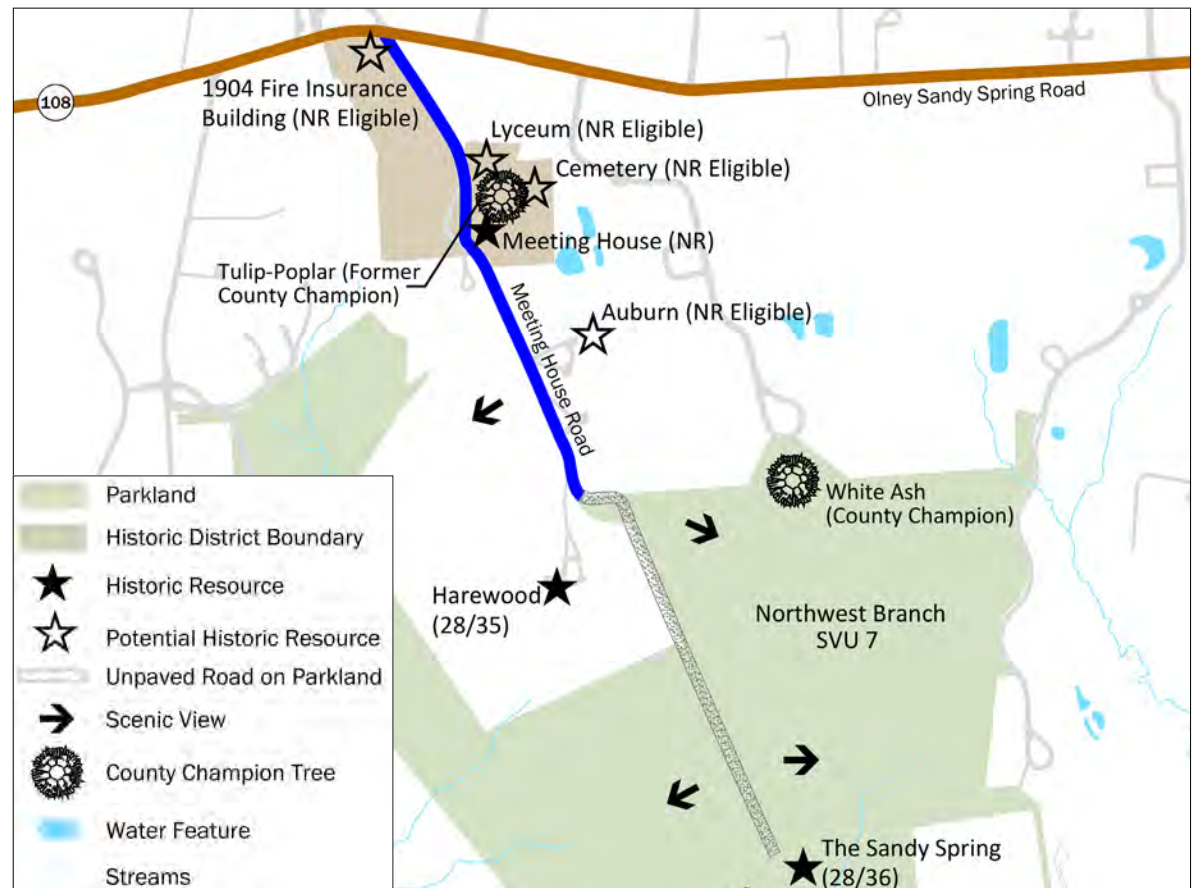 108
Olney Sandy Spring Road
1904 Fire Insurance
Building (NR Eligible)
Lyceum (NR Eligible)
Cemetery (NR Eligible)
Meeting House (NR)
Tulip-Poplar (Former
County Champion)
Meeting House Road
Auburn (NR Eligible)
White Ash
(County Champion)
Harewood
(28/35)
Northwest Branch
SVU 7
The Sandy Spring
(28/36)
Parkland
Historic District Boundary
Historic Resource
Potential Historic Resource
Unpaved Road on Parkland
Scenic View
County Champion Tree
Water Feature
Streams